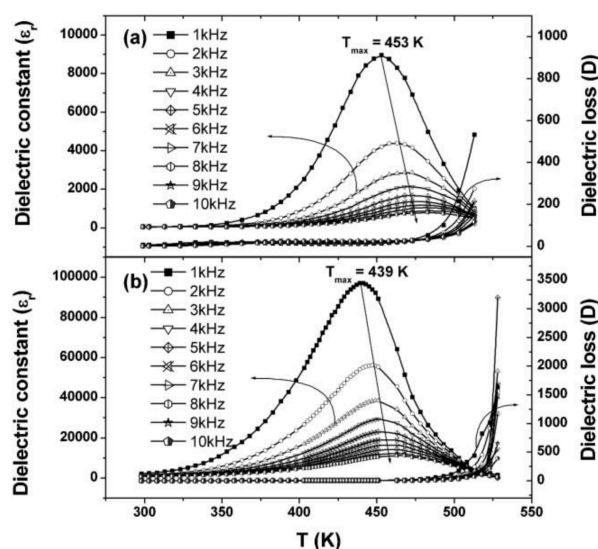 (a)
T max = 453 K
1kHz
2kHz
3kHz
4kHz
5kHz
6kHz
7kHz
8kHz
9kHz
10kHz
Dielectric constant (εr)
10000
8000
6000
4000
2000
0
Dielectric loss (D)
1000
800
600
400
200
0
(b)
T max = 439 K
1kHz
2kHz
3kHz
4kHz
5kHz
6kHz
7kHz
8kHz
9kHz
10kHz
Dielectric constant (εr)
100000
80000
60000
40000
20000
0
Dielectric loss (D)
3500
3000
2500
2000
1500
1000
500
0
300 350 400 450 500 550
T (K)